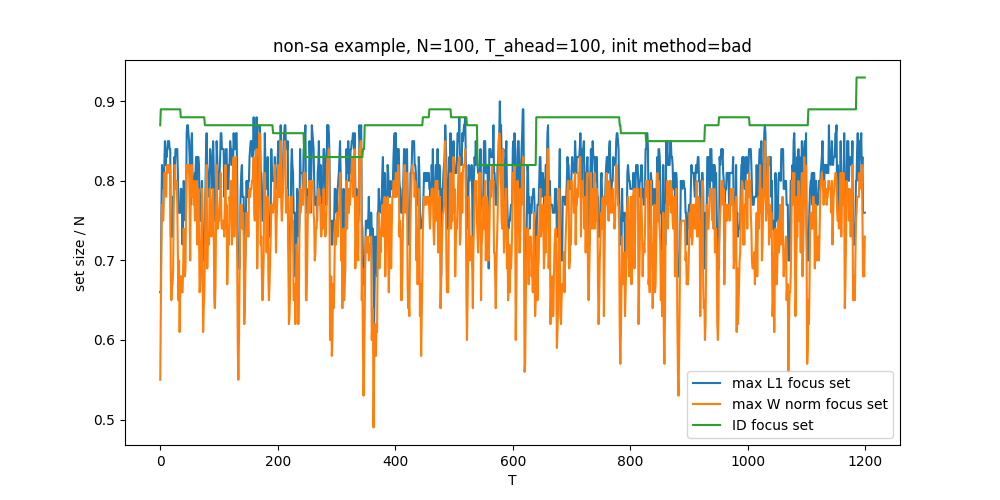 non-sa example, N=100, T_ahead=100, init method=bad
set size / N
0.9
0.8
0.7
0.6
0.5
max L1 focus set
max W norm focus set
ID focus set
0 200 400 600 800 1000 1200
T